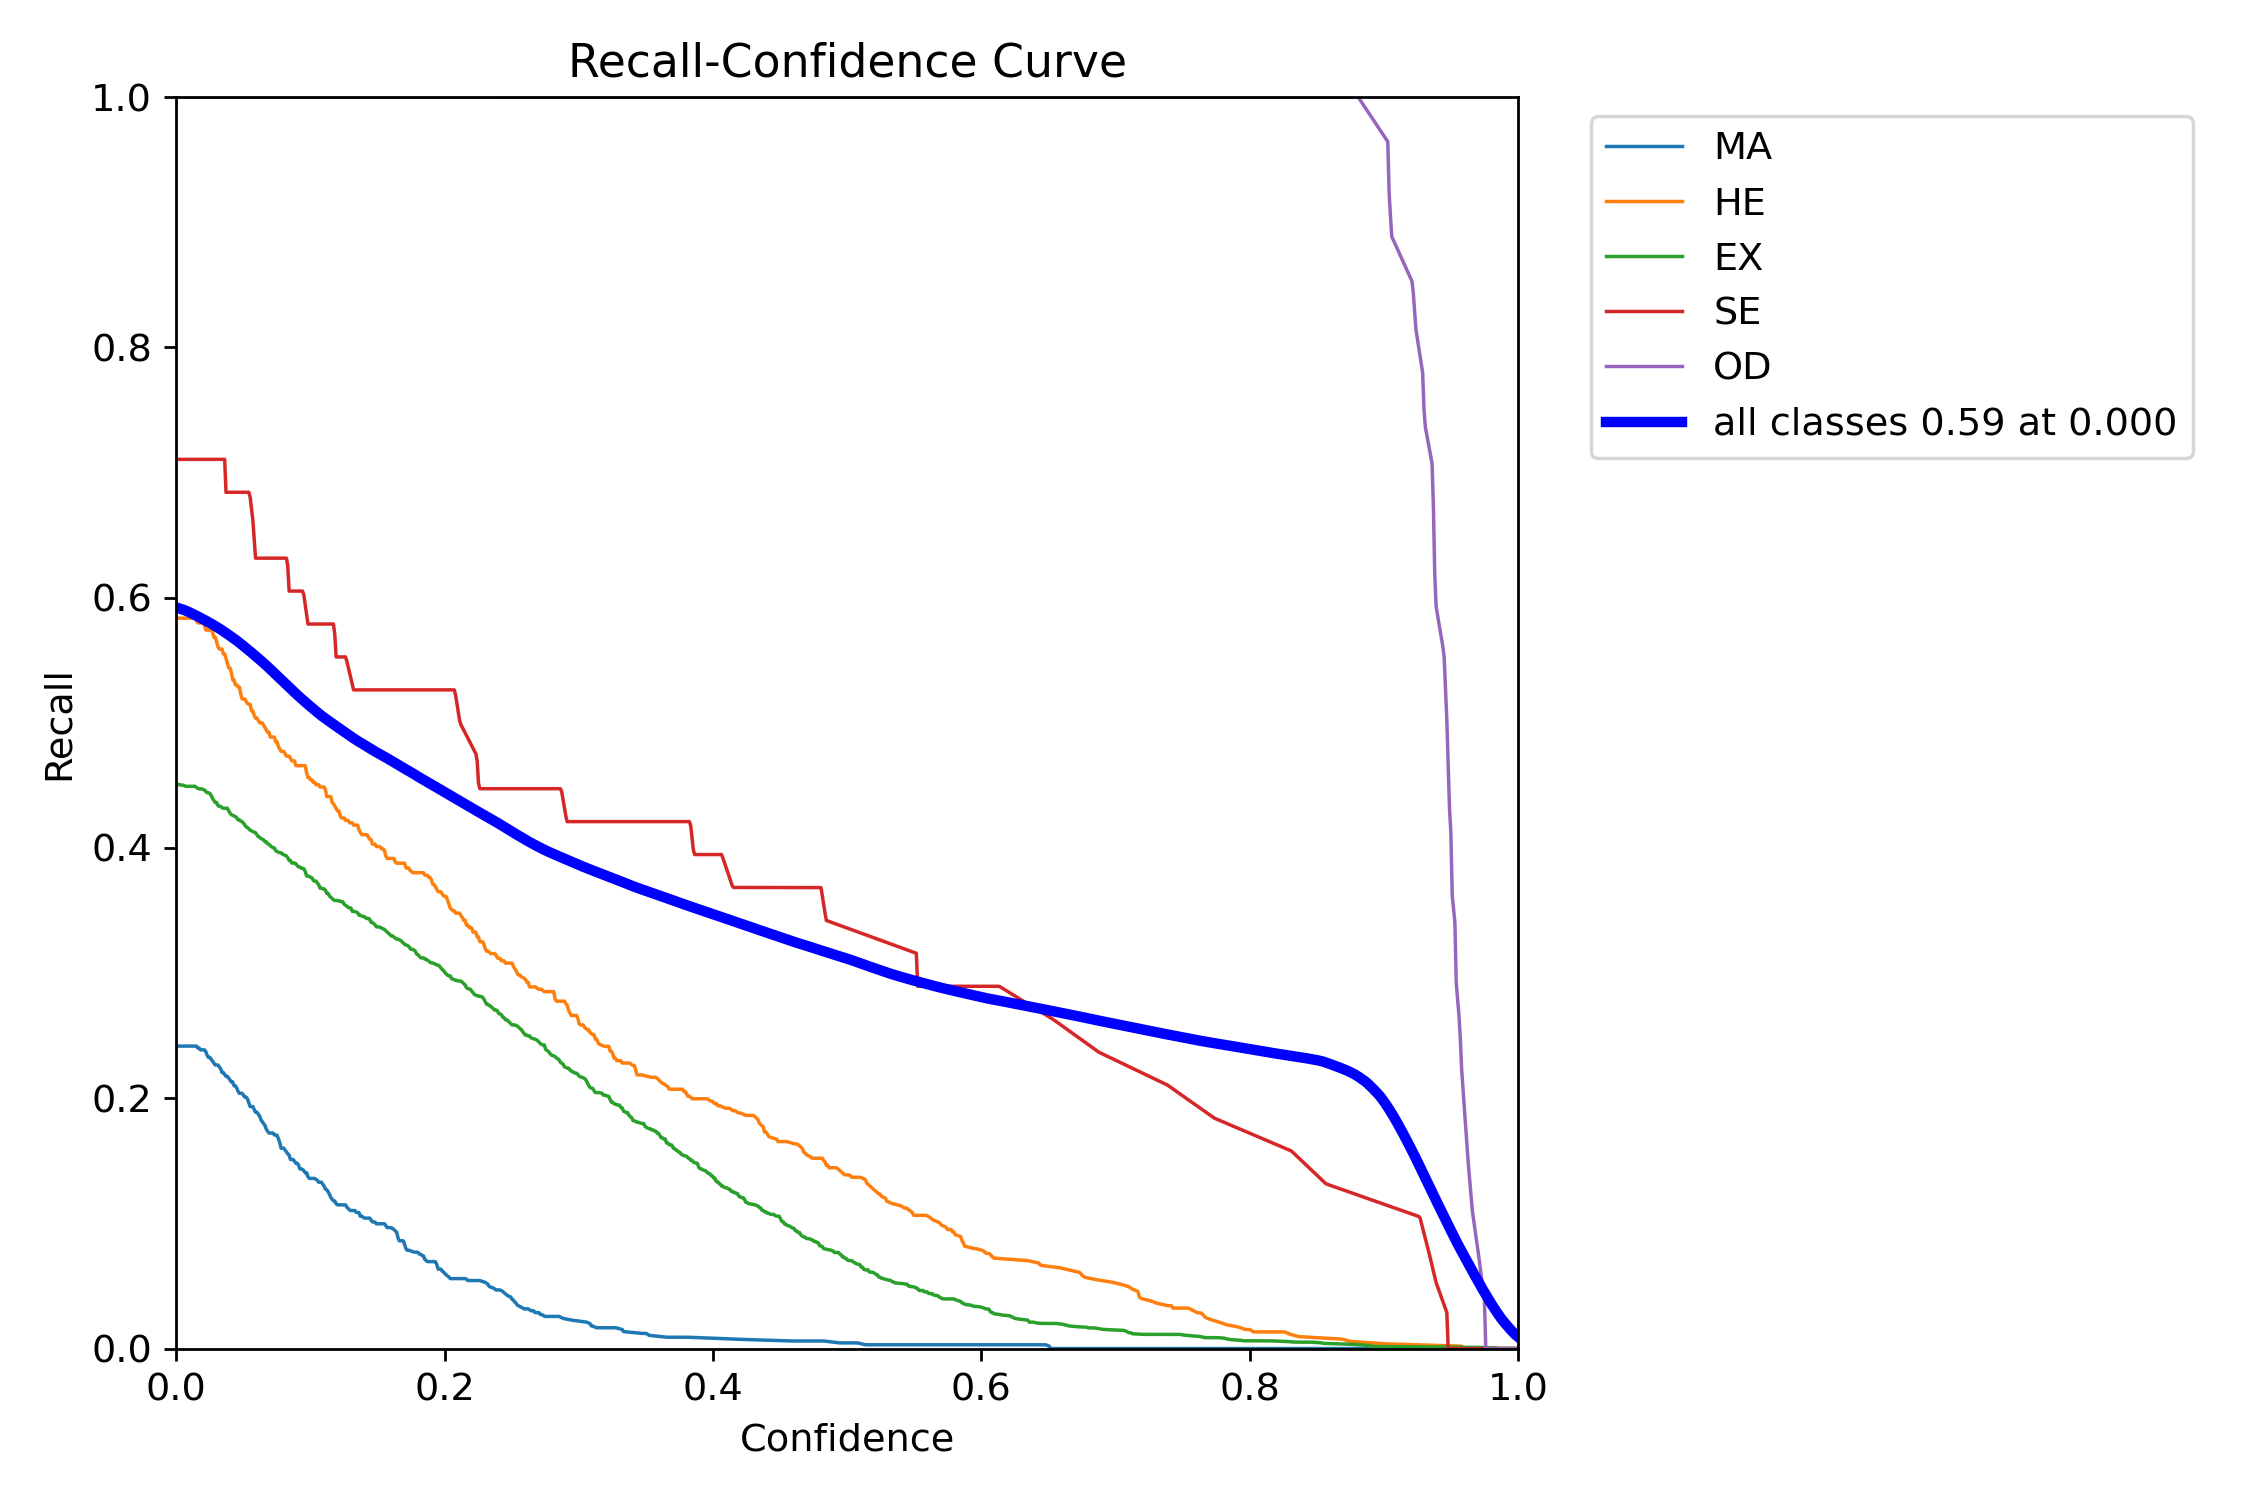 Recall-Confidence Curve
1.0
0.8
0.6
0.4
0.2
0.0
Recall
0.0 0.2 0.4 0.6 0.8 1.0
Confidence
MA
HE
EX
SE
OD
all classes 0.59 at 0.000